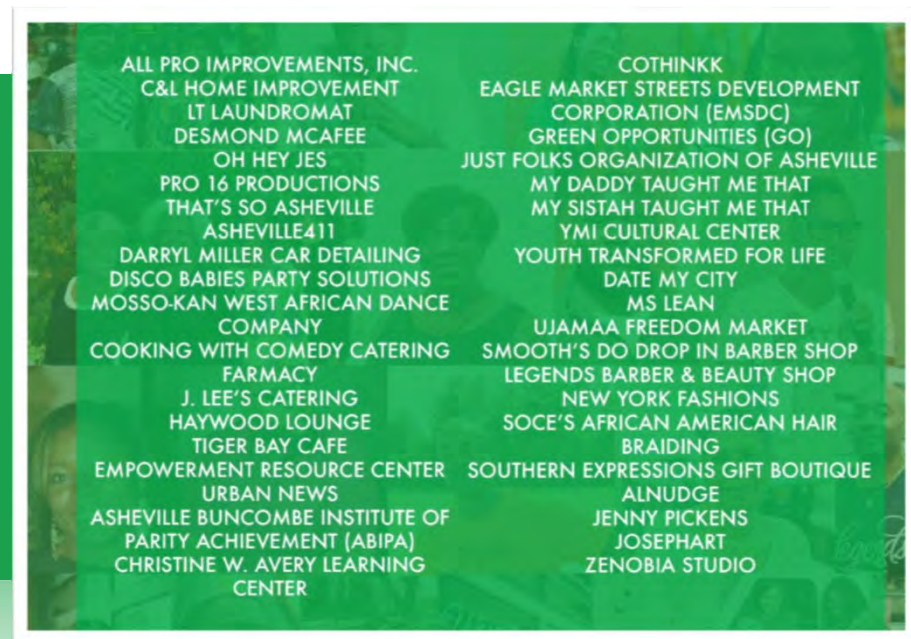 ALL PRO IMPROVEMENTS, INC.
C&L HOME IMPROVEMENT
LT LAUNDROMAT
DESMOND MCAFEE
OH HEY JES
PRO 16 PRODUCTIONS
THAT'S SO ASHEVILLE
ASHEVILLE411
DARRYL MILLER CAR DETAILING
DISCO BABIES PARTY SOLUTIONS
MOSSO-KAN WEST AFRICAN DANCE
COMPANY
COOKING WITH COMEDY CATERING
FARMACY
J. LEE'S CATERING
HAYWOOD LOUNGE
TIGER BAY CAFE
EMPOWERMENT RESOURCE CENTER
URBAN NEWS
ASHEVILLE BUNCOMBE INSTITUTE OF
PARITY ACHIEVEMENT (ABIPA)
CHRISTINE W. AVERY LEARNING
CENTER
COTHINKK
EAGLE MARKET STREETS DEVELOPMENT
CORPORATION (EMSDC)
GREEN OPPORTUNITIES (GO)
JUST FOLKS ORGANIZATION OF ASHEVILLE
MY DADDY TAUGHT ME THAT
MY SISTAH TAUGHT ME THAT
YMI CULTURAL CENTER
YOUTH TRANSFORMED FOR LIFE
DATE MY CITY
MS LEAN
UJAMAA FREEDOM MARKET
SMOOTH'S DO DROP IN BARBER SHOP
LEGENDS BARBER & BEAUTY SHOP
NEW YORK FASHIONS
SOCE'S AFRICAN AMERICAN HAIR
BRAIDING
SOUTHERN EXPRESSIONS GIFT BOUTIQUE
ALNUDGE
JENNY PICKENS
JOSEPHART
ZENOBIA STUDIO